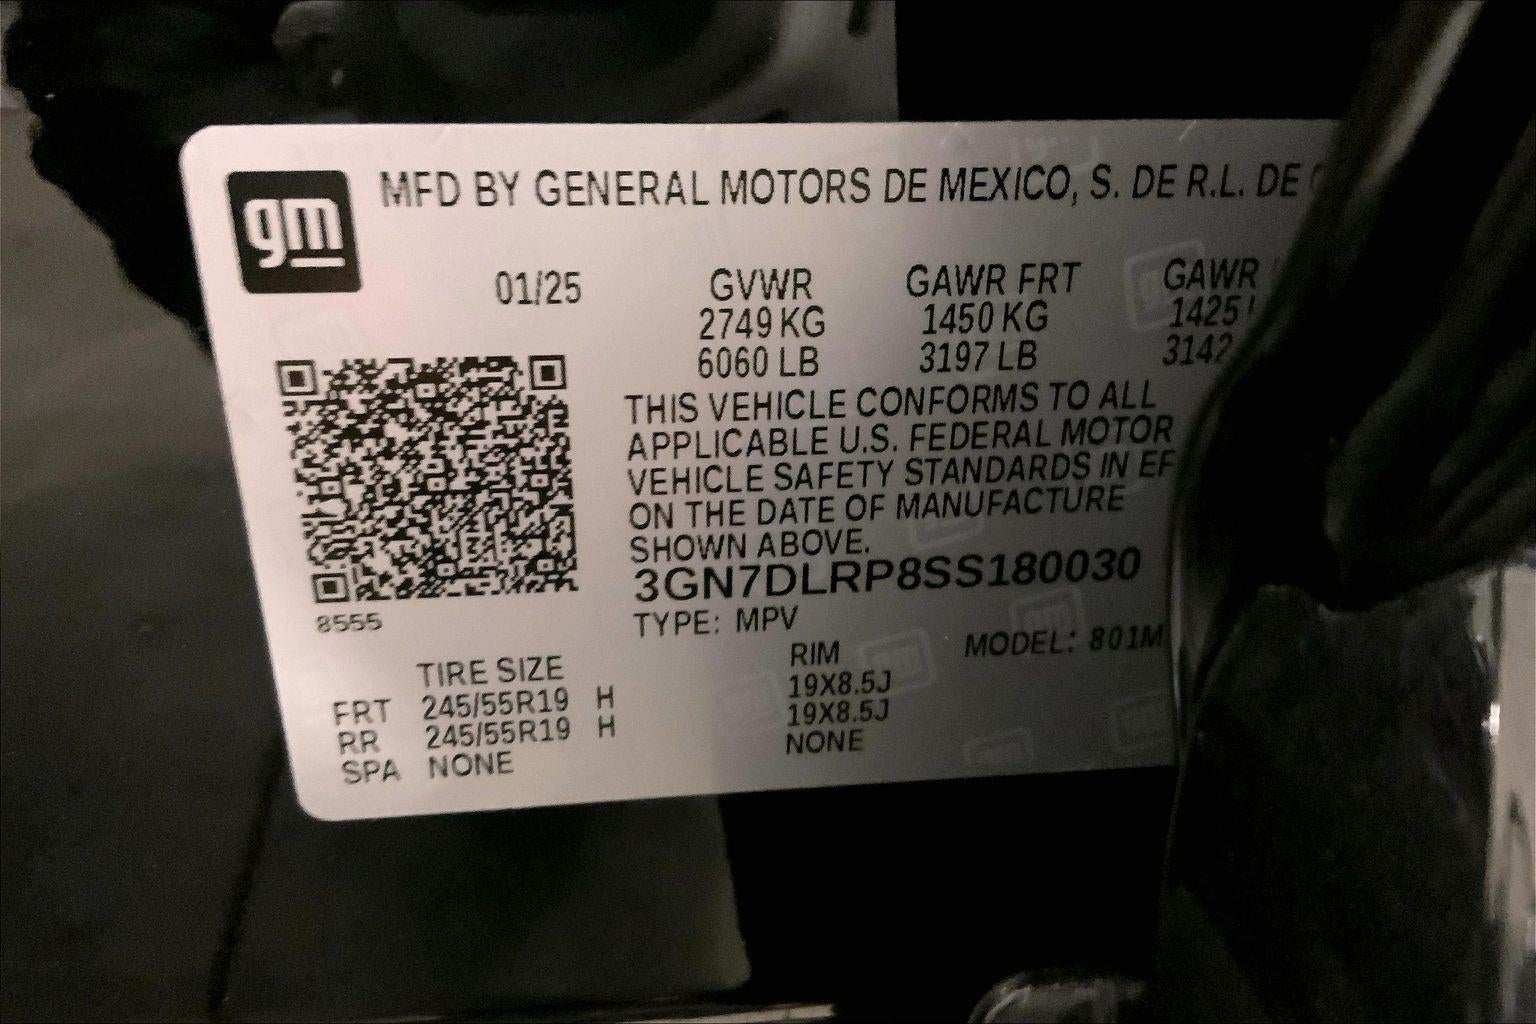 gm
MFD BY GENERAL MOTORS DE MEXICO, S. DE R.L. DE
01/25 GVWR GAWR FRT GAWR
2749 KG 1450 KG 1425
6060 LB 3197 LB 3142
THIS VEHICLE CONFORMS TO ALL
APPLICABLE U.S. FEDERAL MOTOR
VEHICLE SAFETY STANDARDS IN EF
ON THE DATE OF MANUFACTURE
SHOWN ABOVE.
3GN7DLRP8SS180030
8555
TYPE: MPV MODEL: 801M
TIRE SIZE RIM
FRT 245/55R19 H 19X8.5J
RR 245/55R19 H 19X8.5J
SPA NONE NONE